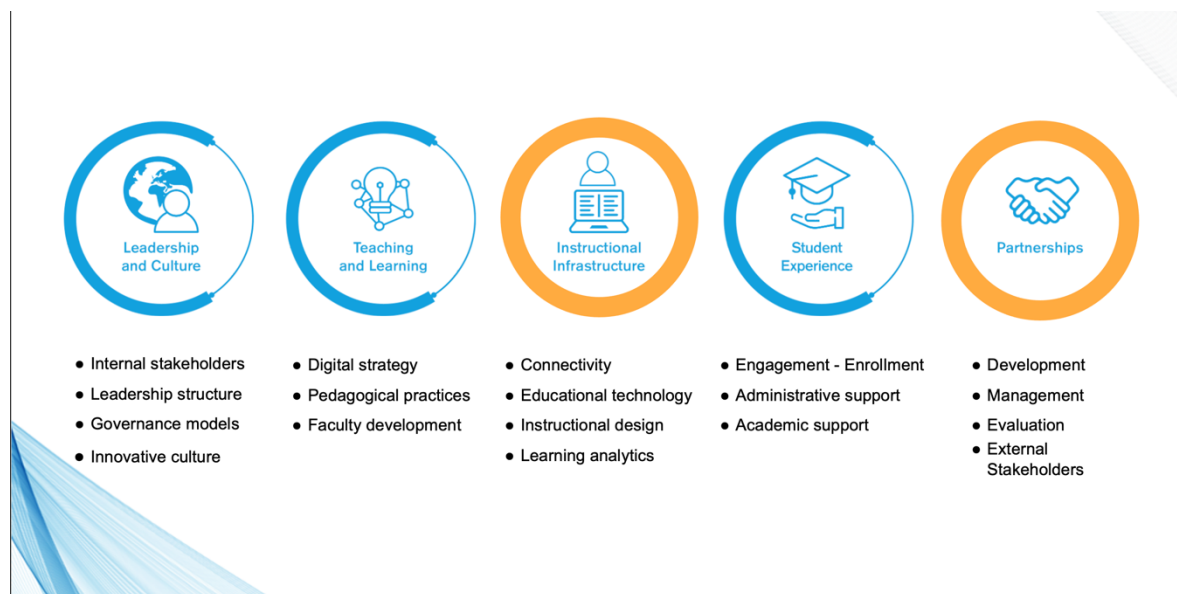 Leadership
and Culture
Teaching
and Learning
Instructional
Infrastructure
Student
Experience
Partnerships
● Internal stakeholders
● Leadership structure
● Governance models
● Innovative culture
● Digital strategy
● Pedagogical practices
● Faculty development
● Connectivity
● Educational technology
● Instructional design
● Learning analytics
● Engagement - Enrollment
● Administrative support
● Academic support
● Development
● Management
● Evaluation
● External
Stakeholders